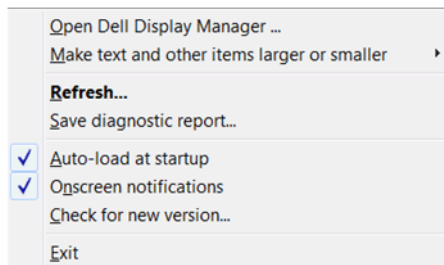 Open Dell Display Manager ...
Make text and other items larger or smaller
Refresh...
Save diagnostic report...
Auto-load at startup
Onscreen notifications
Check for new version...
Exit